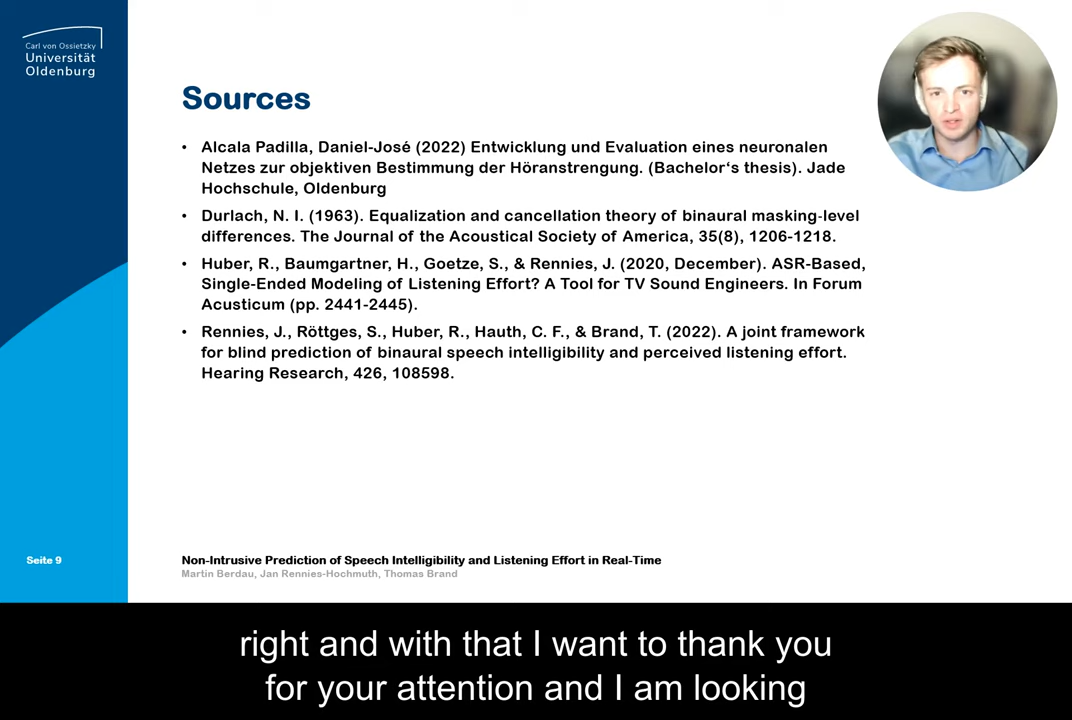 Carl von Ossietzky
Universität
Oldenburg
Sources
• Alcala Padilla, Daniel-José (2022) Entwicklung und Evaluation eines neuronalen
Netzes zur objektiven Bestimmung der Höranstrengung. (Bachelor‘s thesis). Jade
Hochschule, Oldenburg
• Durlach, N. I. (1963). Equalization and cancellation theory of binaural masking‐level
differences. The Journal of the Acoustical Society of America, 35(8), 1206-1218.
• Huber, R., Baumgartner, H., Goetze, S., & Rennies, J. (2020, December). ASR-Based,
Single-Ended Modeling of Listening Effort? A Tool for TV Sound Engineers. In Forum
Acusticum (pp. 2441-2445).
• Rennies, J., Röttges, S., Huber, R., Hauth, C. F., & Brand, T. (2022). A joint framework
for blind prediction of binaural speech intelligibility and perceived listening effort.
Hearing Research, 426, 108598.
Seite 9
Non-Intrusive Prediction of Speech Intelligibility and Listening Effort in Real-Time
Martin Berdau, Jan Rennies-Hochmuth, Thomas Brand
right and with that I want to thank you
for your attention and I am looking